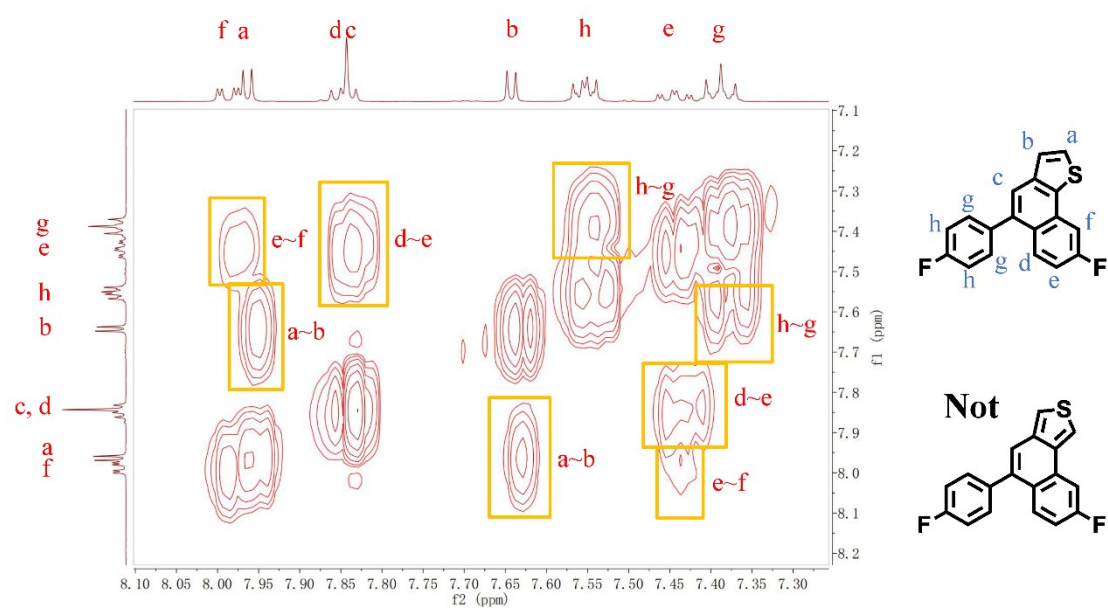 f a d c b h e g
7.1
7.2
7.3
7.4
7.5
7.6
7.7
7.8
7.9
8.0
8.1
8.2
f1 (ppm)
g
e
h
b
c, d
a
f
h~g
e~f
d~e
a~b
h~g
d~e
a~b
e~f
8.10 8.05 8.00 7.95 7.90 7.85 7.80 7.75 7.70 7.65 7.60 7.55 7.50 7.45 7.40 7.35 7.30
f2 (ppm)
b a
S
c
g
h f
F g d F
h e
Not
S
F F